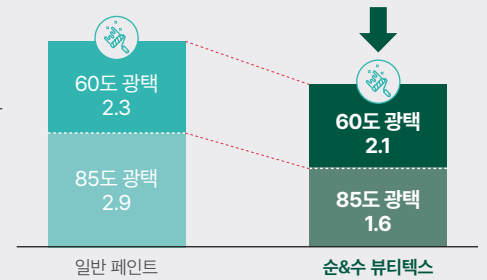 60도 광택
2.3
85도 광택
2.9
일반 페인트
60도 광택
2.1
85도 광택
1.6
순&수 뷰티텍스